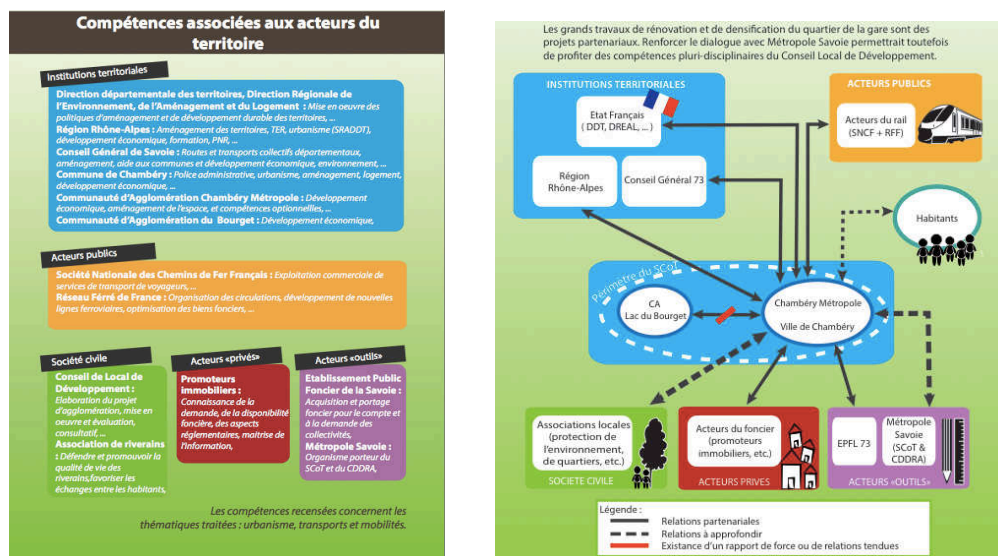 Compétences associées aux acteurs du
territoire
Institutions territoriales
Direction départementale des territoires, Direction Régionale de
l'Environnement, de l'Aménagement et du Logement : Mise en oeuvre des
politiques d'aménagement et de développement durable des territoires, ...
Région Rhône-Alpes : Aménagement des territoires, TER, urbanisme (SRADDT),
développement économique, formation, PNR, ...
Conseil Général de Savoie : Routes et transports collectifs départementaux,
aménagement, aide aux communes et développement économique, environnement, ...
Commune de Chambéry : Police administrative, urbanisme, aménagement, logement,
développement économique, ...
Communauté d'Agglomération Chambéry Métropole : Développement
économique, aménagement de l'espace, et compétences optionnelles, ...
Communauté d'Agglomération du Bourget : Développement économique,
Acteurs publics
Société Nationale des Chemins de Fer Français : Exploitation commerciale de
services de transport de voyageurs, ...
Réseau Férré de France : Organisation des circulations, développement de nouvelles
lignes ferroviaires, optimisation des biens fonciers, ...
Société civile
Conseil de Local de
Développement :
Elaboration du projet
d'agglomération, mise en
oeuvre et évaluation,
consultatif, ...
Association de riverains
: Défendre et promouvoir la
qualité de vie des
riverains,favoriser les
échanges entre les habitants,
Acteurs «privés»
Promoteurs
immobiliers :
Connaissance de la
demande, de la disponibilité
foncière, des aspects
réglementaires, maitrise de
l'information,
Acteurs «outils»
Etablissement Public
Foncier de la Savoie :
Acquisition et portage
foncier pour le compte et
à la demande des
collectivités,
Métropole Savoie :
Organisme porteur du
SCoT et du CDDRA,
Les compétences recensées concernent les
thématiques traitées : urbanisme, transports et mobilités.
Les grands travaux de rénovation et de densification du quartier de la gare sont des
projets partenariaux. Renforcer le dialogue avec Métropole Savoie permettrait toutefois
de profiter des compétences pluri-disciplinaires du Conseil Local de Développement.
INSTITUTIONS TERRITORIALES
Etat Français
( DDT, DREAL, ... )
Région
Rhône-Alpes
Conseil Général 73
ACTEURS PUBLICS
Acteurs du rail
(SNCF + RFF)
Habitants
Périmètre du SCoT
CA
Lac du Bourget
Chambéry Métropole
Ville de Chambéry
Associations locales
(protection de
l'environnement,
de quartiers, etc.)
SOCIETE CIVILE
Acteurs du foncier
(promoteurs
immobiliers, etc.)
ACTEURS PRIVES
EPFL 73
Métropole
Savoie
(SCoT &
CDDRA)
ACTEURS «OUTILS»
Légende :
Relations partenariales
Relations à approfondir
Existance d'un rapport de force ou de relations tendues